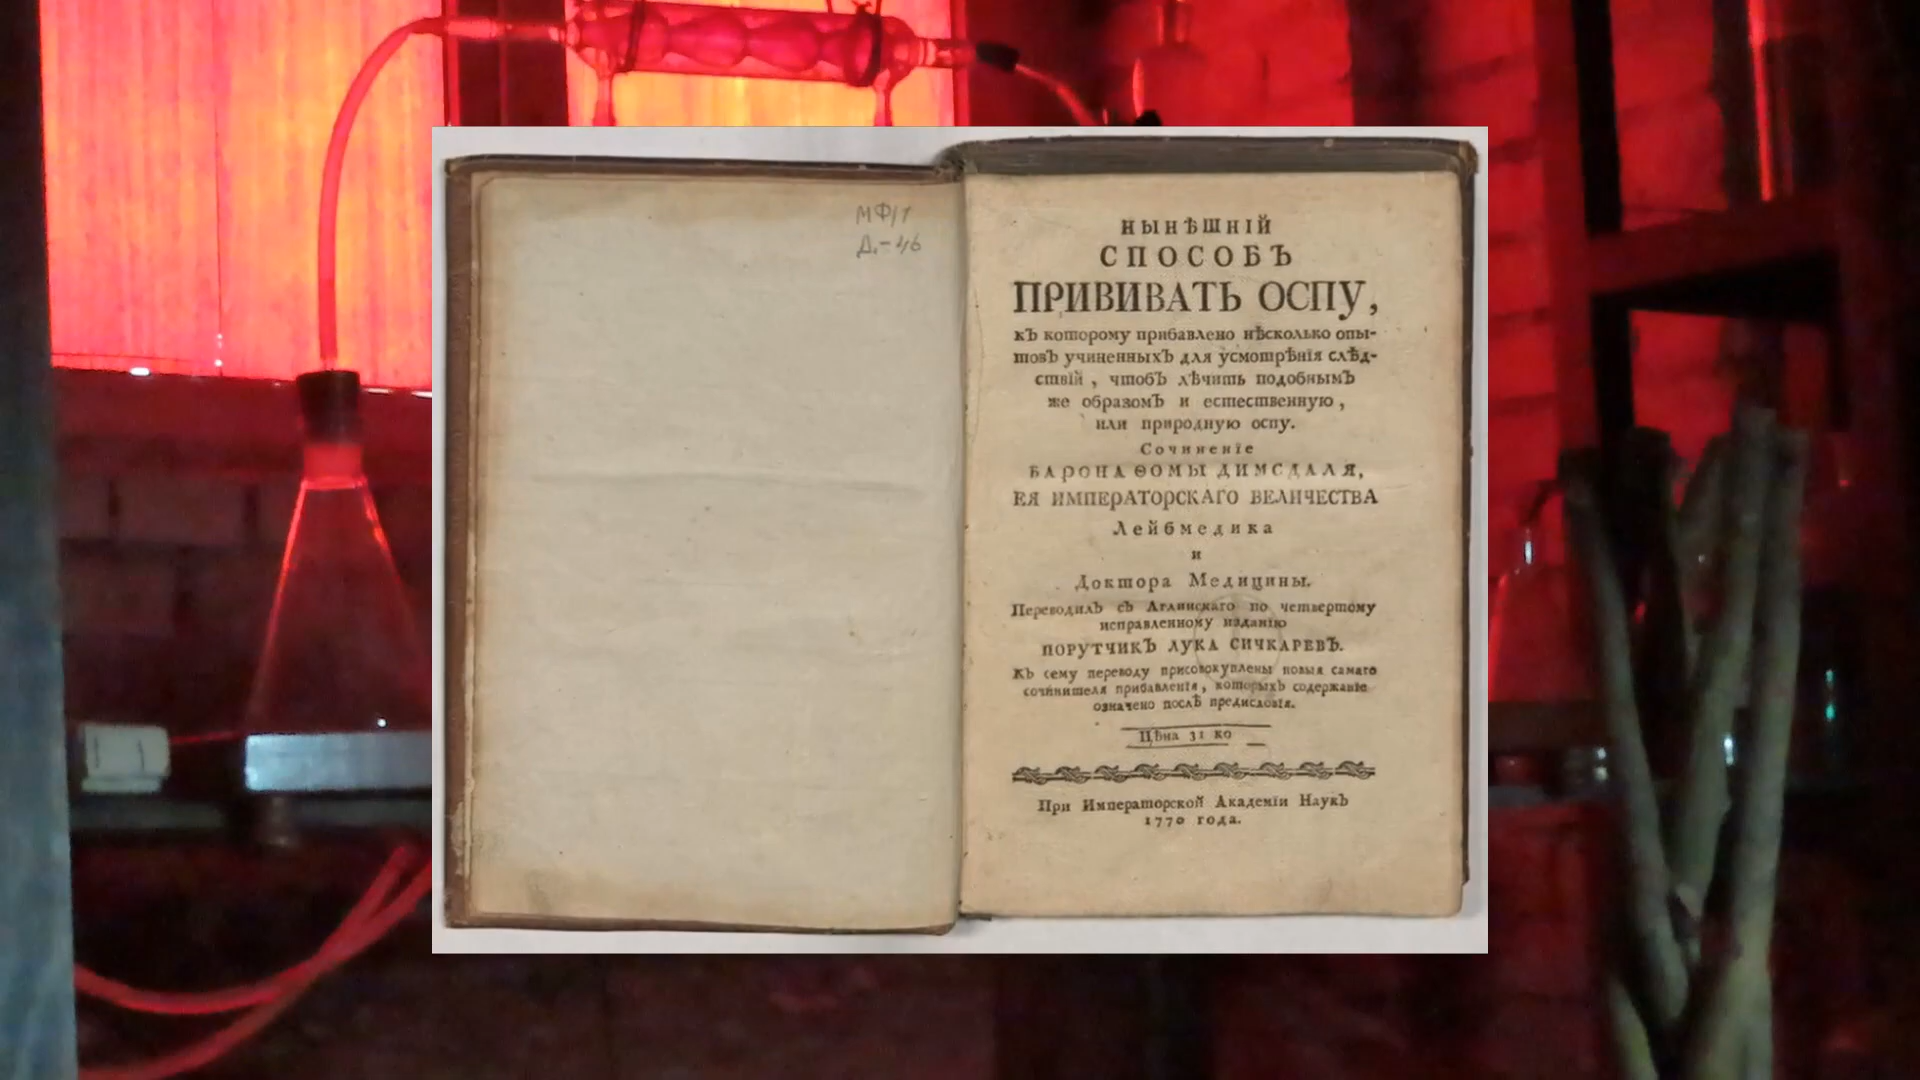 МФ/1
Д.-46
НЫНѢШНІЙ
СПОСОБЪ
ПРИВИВАТЬ ОСПУ,
къ которому прибавлено нѣсколько опы-
товъ учиненныхъ для усмотрѣнія слѣд-
ствій, чтобъ лѣчить подобнымъ
же образомъ и естественную,
или природную оспу.
Сочиненіе
БАРОНА ѲОМЫ ДИМСДАЛЯ,
ЕЯ ИМПЕРАТОРСКАГО ВЕЛИЧЕСТВА
Лейбмедика
и
Доктора Медицины.
Переводилъ съ Аглинскаго по четвертому
исправленному изданію
ПОРУТЧИКЪ ЛУКА СИЧКАРЕВЪ.
Къ сему переводу присовокуплены новыя самаго
сочинителя прибавленія, которыхъ содержаніе
означено послѣ предисловія.
Цѣна 31 ко
При Императорской Академіи Наукъ
1770 года.